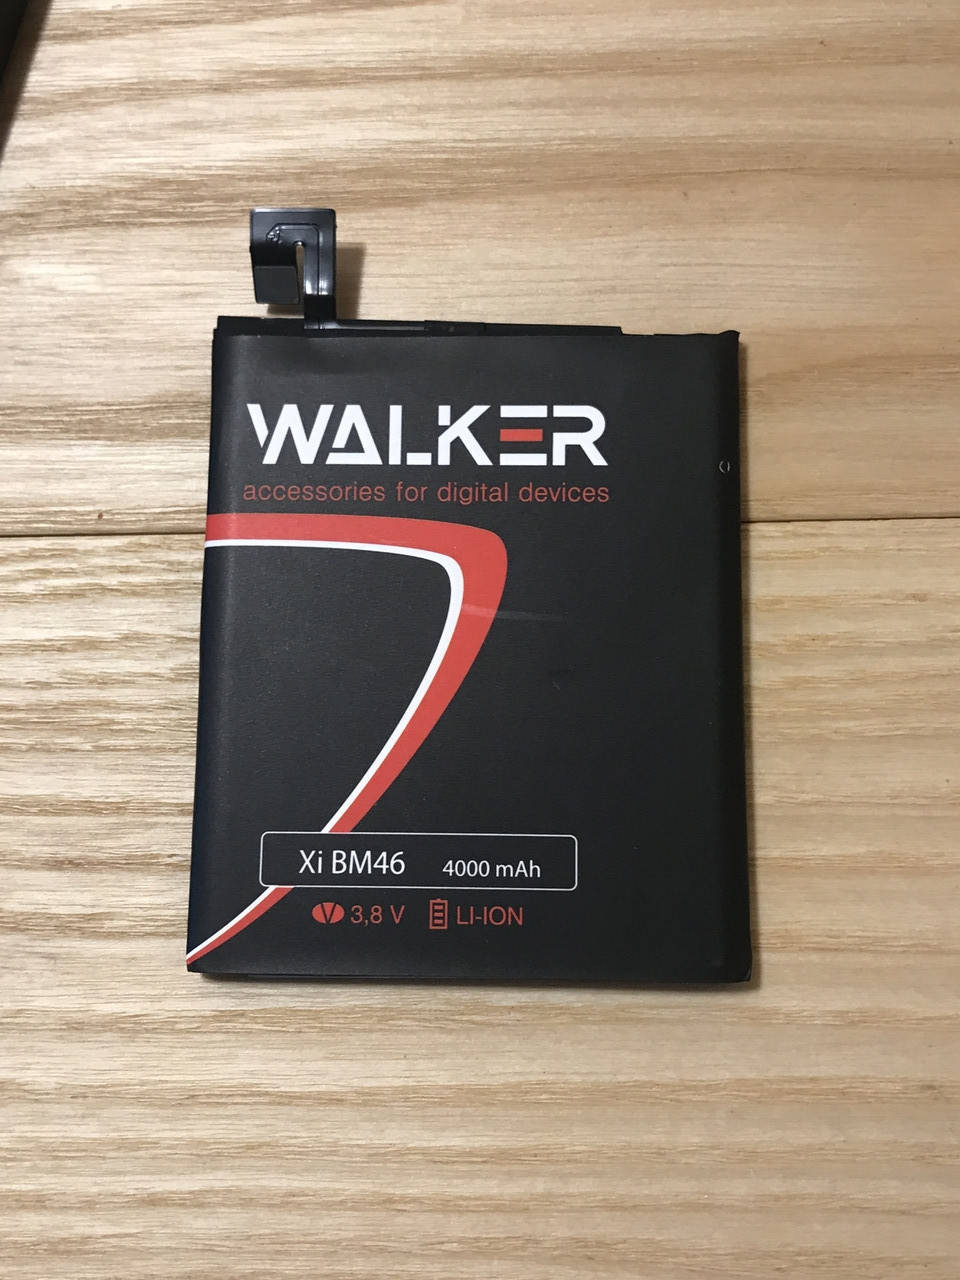 WALKER
accessories for digital devices
Xi BM46 4000 mAh
V 3,8 V LI-ION